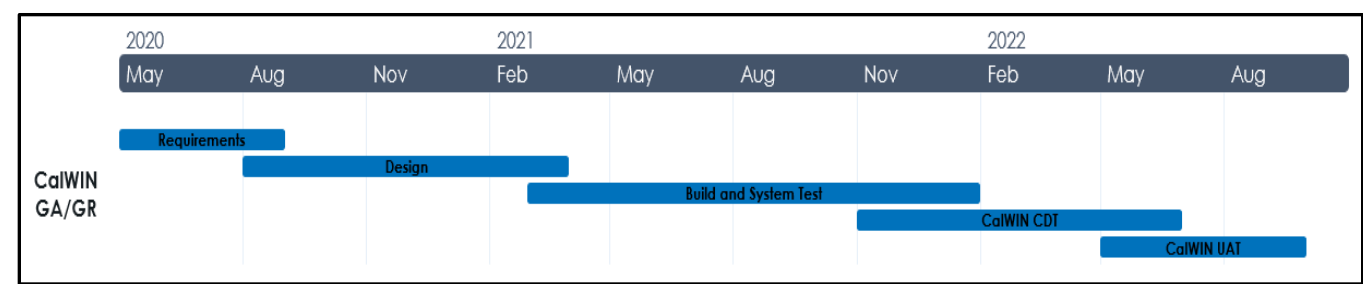 2020 2021 2022
May Aug Nov Feb May Aug Nov Feb May Aug
Requirements
Design
CalWIN
GA/GR
Build and System Test
CalWIN CDT
CalWIN UAT